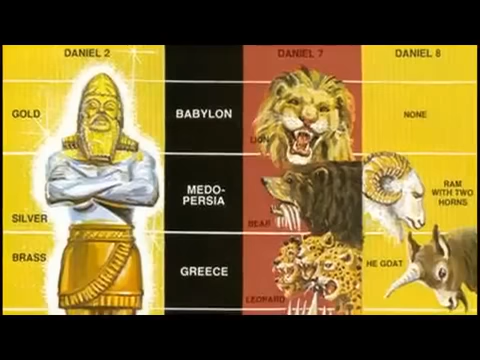 DANIEL 2
DANIEL 7
DANIEL 8
GOLD
BABYLON
LION
NONE
SILVER
MEDO-
PERSIA
BEAR
RAM
WITH TWO
HORNS
BRASS
GREECE
LEOPARD
HE GOAT